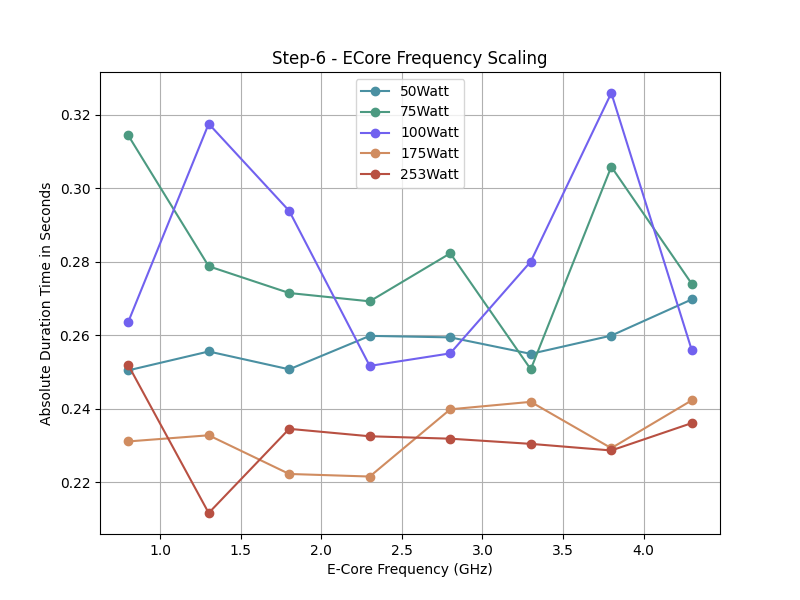 Step-6 - ECore Frequency Scaling
50Watt
75Watt
100Watt
175Watt
253Watt
Absolute Duration Time in Seconds
0.32
0.30
0.28
0.26
0.24
0.22
1.0 1.5 2.0 2.5 3.0 3.5 4.0
E-Core Frequency (GHz)